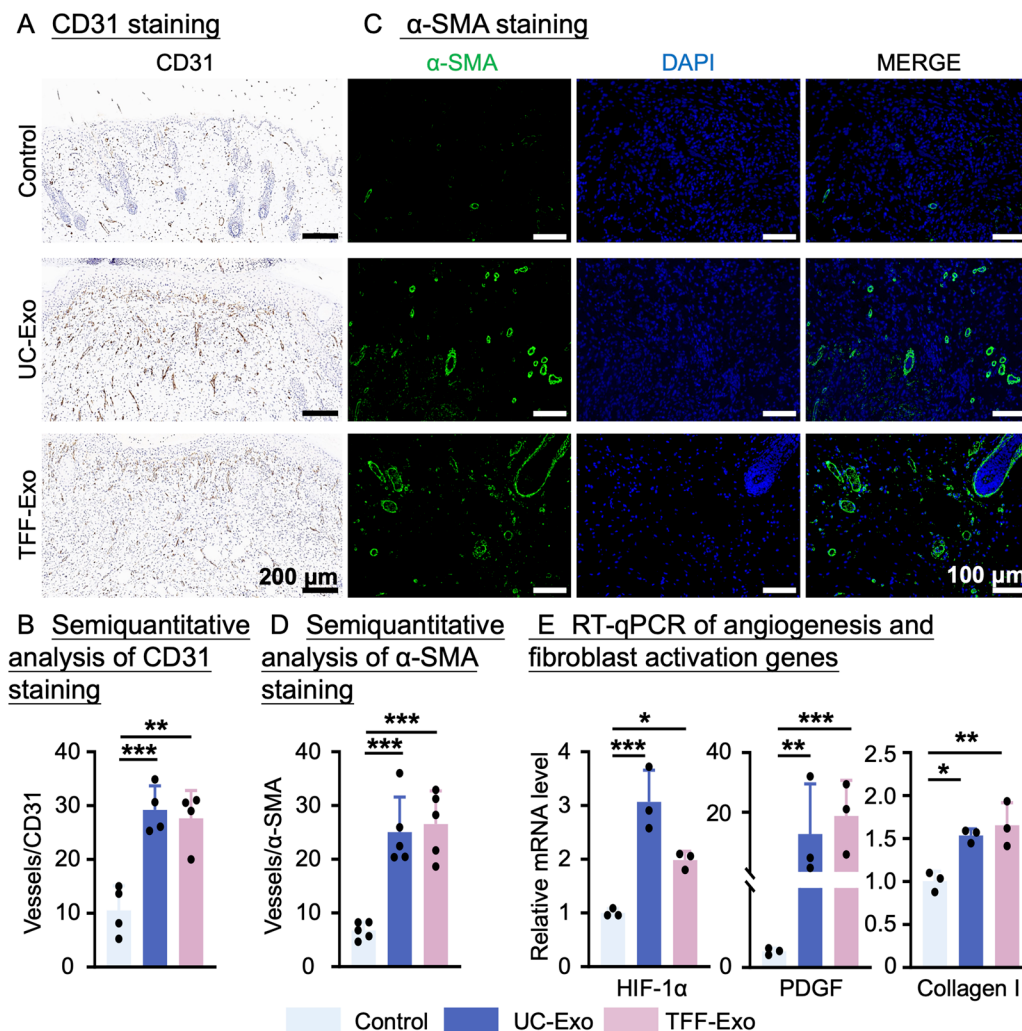 A CD31 staining
C α-SMA staining
CD31
α-SMA
DAPI
MERGE
Control
UC-Exo
TFF-Exo
200 μm
100 μm
B Semiquantitative
analysis of CD31
staining
D Semiquantitative
analysis of α-SMA
staining
E RT-qPCR of angiogenesis and
fibroblast activation genes
Vessels/CD31
40
30
20
10
0
**
***
Vessels/α-SMA
40
30
20
10
0
***
***
Relative mRNA level
4
3
2
1
0
*
***
HIF-1α
40
20
0
***
**
PDGF
2.5
2.0
1.5
1.0
0.5
0
**
*
Collagen I
Control
UC-Exo
TFF-Exo